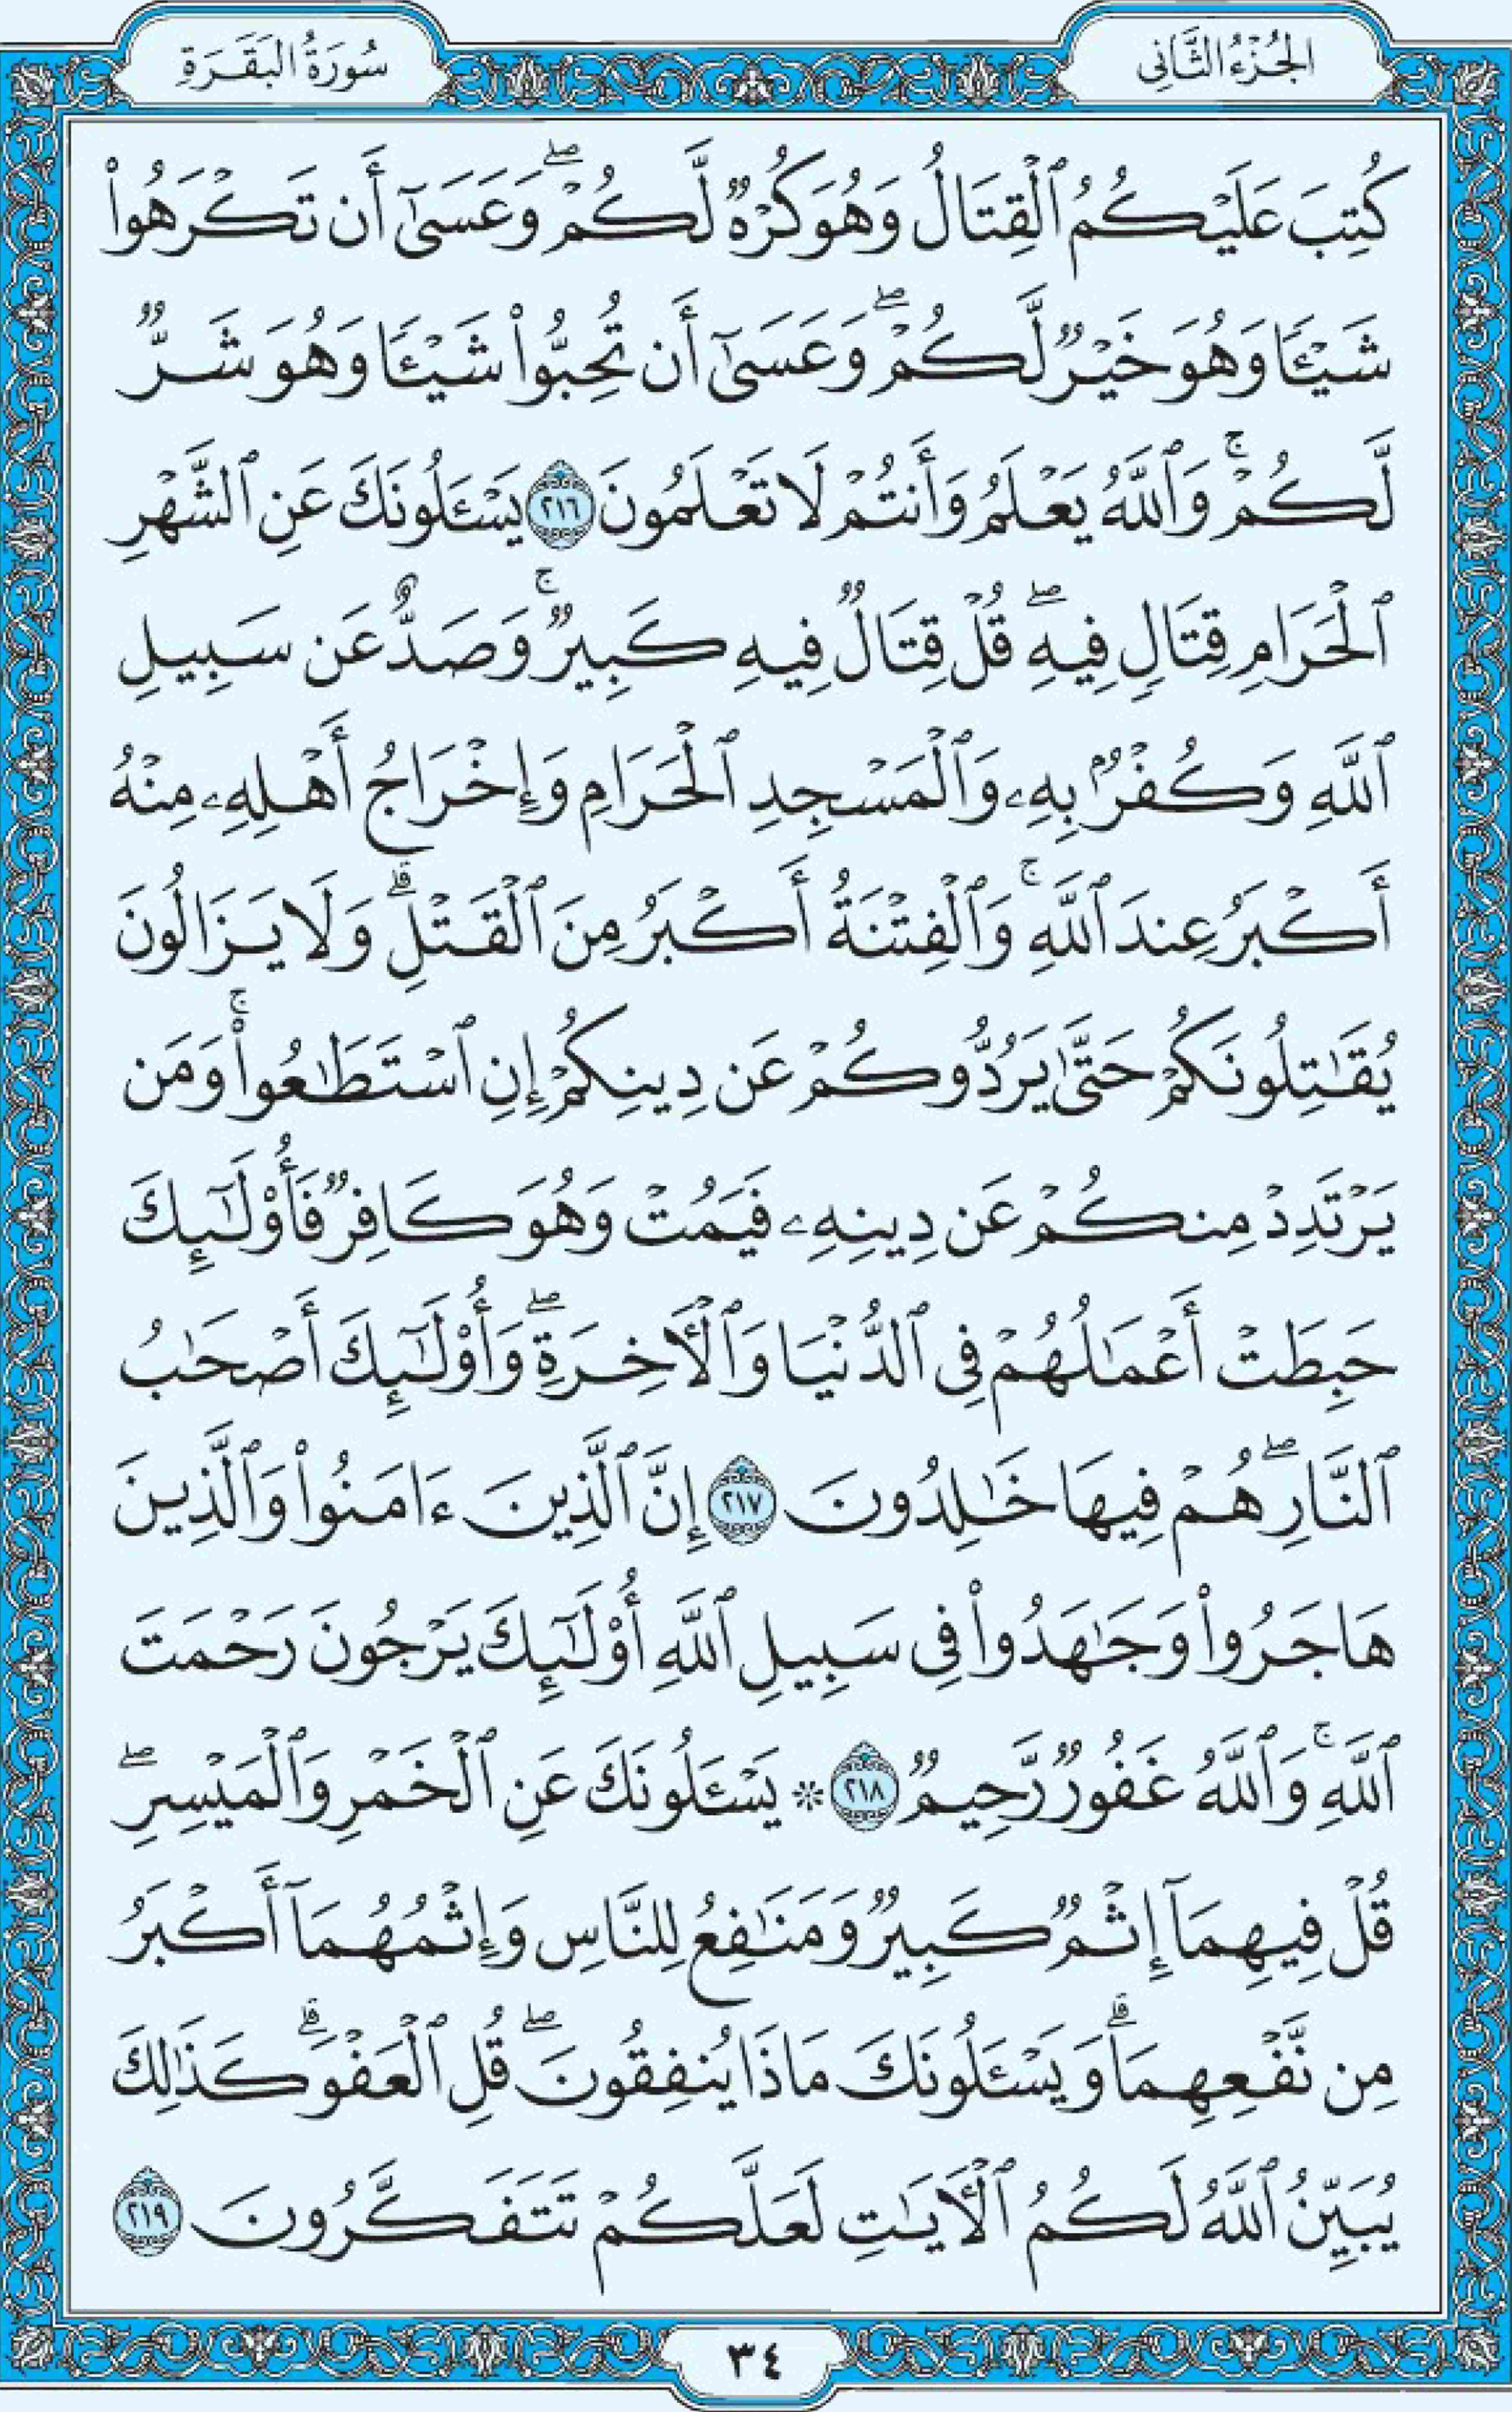 الجُزْءُ الثَّانِي
سُورَةُ البَقَرَةِ
كُتِبَ عَلَيْكُمُ ٱلْقِتَالُ وَهُوَ كُرْهٌ لَّكُمْ ۖ وَعَسَىٰٓ أَن تَكْرَهُوا۟
شَيْـًٔا وَهُوَ خَيْرٌ لَّكُمْ ۖ وَعَسَىٰٓ أَن تُحِبُّوا۟ شَيْـًٔا وَهُوَ شَرٌّ
لَّكُمْ ۚ وَٱللَّهُ يَعْلَمُ وَأَنتُمْ لَا تَعْلَمُونَ ٢١٦ يَسْـَٔلُونَكَ عَنِ ٱلشَّهْرِ
ٱلْحَرَامِ قِتَالٍ فِيهِ ۖ قُلْ قِتَالٌ فِيهِ كَبِيرٌ ۚ وَصَدٌّ عَن سَبِيلِ
ٱللَّهِ وَكُفْرٌۢ بِهِۦ وَٱلْمَسْجِدِ ٱلْحَرَامِ وَإِخْرَاجُ أَهْلِهِۦ مِنْهُ
أَكْبَرُ عِندَ ٱللَّهِ ۚ وَٱلْفِتْنَةُ أَكْبَرُ مِنَ ٱلْقَتْلِ ۗ وَلَا يَزَالُونَ
يُقَـٰتِلُونَكُمْ حَتَّىٰ يَرُدُّوكُمْ عَن دِينِكُمْ إِنِ ٱسْتَطَـٰعُوا۟ ۚ وَمَن
يَرْتَدِدْ مِنكُمْ عَن دِينِهِۦ فَيَمُتْ وَهُوَ كَافِرٌ فَأُو۟لَـٰٓئِكَ
حَبِطَتْ أَعْمَـٰلُهُمْ فِى ٱلدُّنْيَا وَٱلْـَٔاخِرَةِ ۖ وَأُو۟لَـٰٓئِكَ أَصْحَـٰبُ
ٱلنَّارِ ۖ هُمْ فِيهَا خَـٰلِدُونَ ٢١٧ إِنَّ ٱلَّذِينَ ءَامَنُوا۟ وَٱلَّذِينَ
هَاجَرُوا۟ وَجَـٰهَدُوا۟ فِى سَبِيلِ ٱللَّهِ أُو۟لَـٰٓئِكَ يَرْجُونَ رَحْمَتَ
ٱللَّهِ ۚ وَٱللَّهُ غَفُورٌ رَّحِيمٌ ٢١٨ * يَسْـَٔلُونَكَ عَنِ ٱلْخَمْرِ وَٱلْمَيْسِرِ ۖ
قُلْ فِيهِمَآ إِثْمٌ كَبِيرٌ وَمَنَـٰفِعُ لِلنَّاسِ وَإِثْمُهُمَآ أَكْبَرُ
مِن نَّفْعِهِمَا ۗ وَيَسْـَٔلُونَكَ مَاذَا يُنفِقُونَ ۖ قُلِ ٱلْعَفْوَ ۗ كَذَٰلِكَ
يُبَيِّنُ ٱللَّهُ لَكُمُ ٱلْـَٔايَـٰتِ لَعَلَّكُمْ تَتَفَكَّرُونَ ٢١٩
٣٤